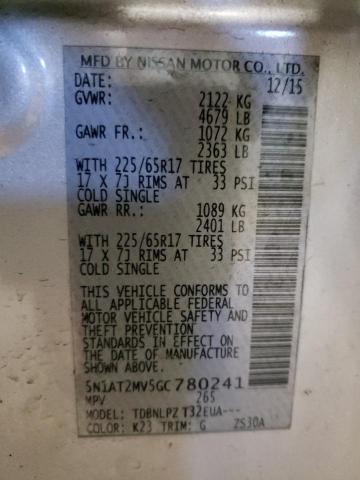 MFD BY NISSAN MOTOR CO., LTD.
DATE: 12/15
GVWR: 2122 KG
4679 LB
GAWR FR.: 1072 KG
2363 LB
WITH 225/65R17 TIRES
17 X 7J RIMS AT 33 PSI
COLD SINGLE
GAWR RR.: 1089 KG
2401 LB
WITH 225/65R17 TIRES
17 X 7J RIMS AT 33 PSI
COLD SINGLE
THIS VEHICLE CONFORMS TO
ALL APPLICABLE FEDERAL
MOTOR VEHICLE SAFETY AND
THEFT PREVENTION
STANDARDS IN EFFECT ON
THE DATE OF MANUFACTURE
SHOWN ABOVE.
5N1AT2MV5GC780241
MPV 265
MODEL: TDBNLPZ T32EUA---
COLOR: K23 TRIM: G ZS30A